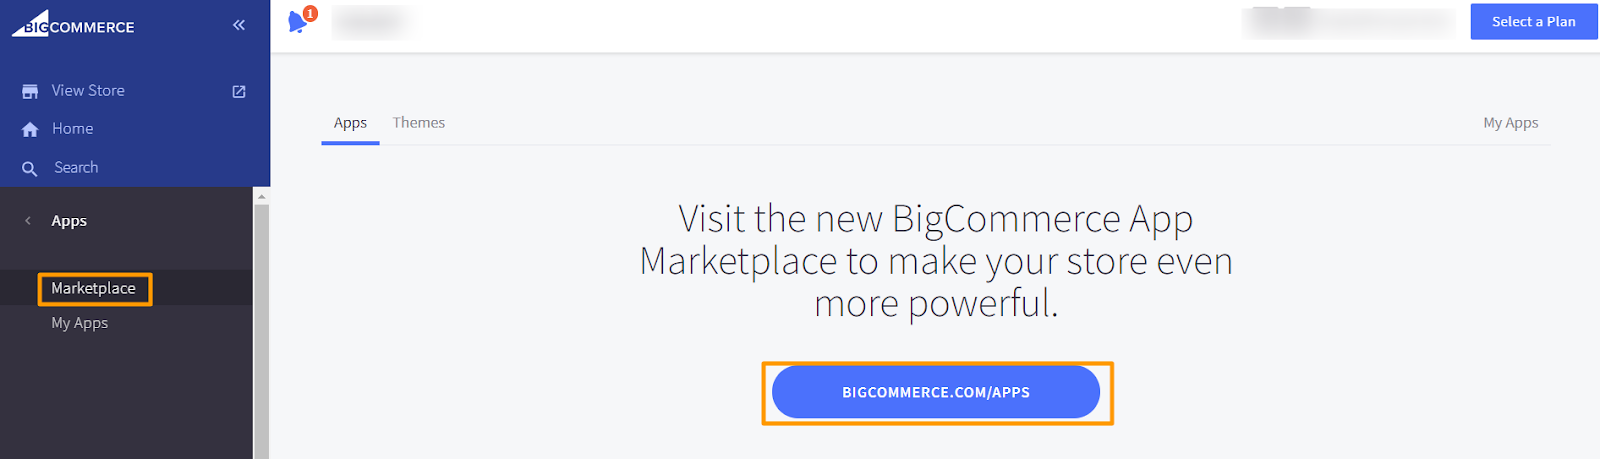 BIGCOMMERCE
1
Select a Plan
View Store
Home
Search
Apps
Marketplace
My Apps
Apps
Themes
My Apps
Visit the new BigCommerce App
Marketplace to make your store even
more powerful.
BIGCOMMERCE.COM/APPS